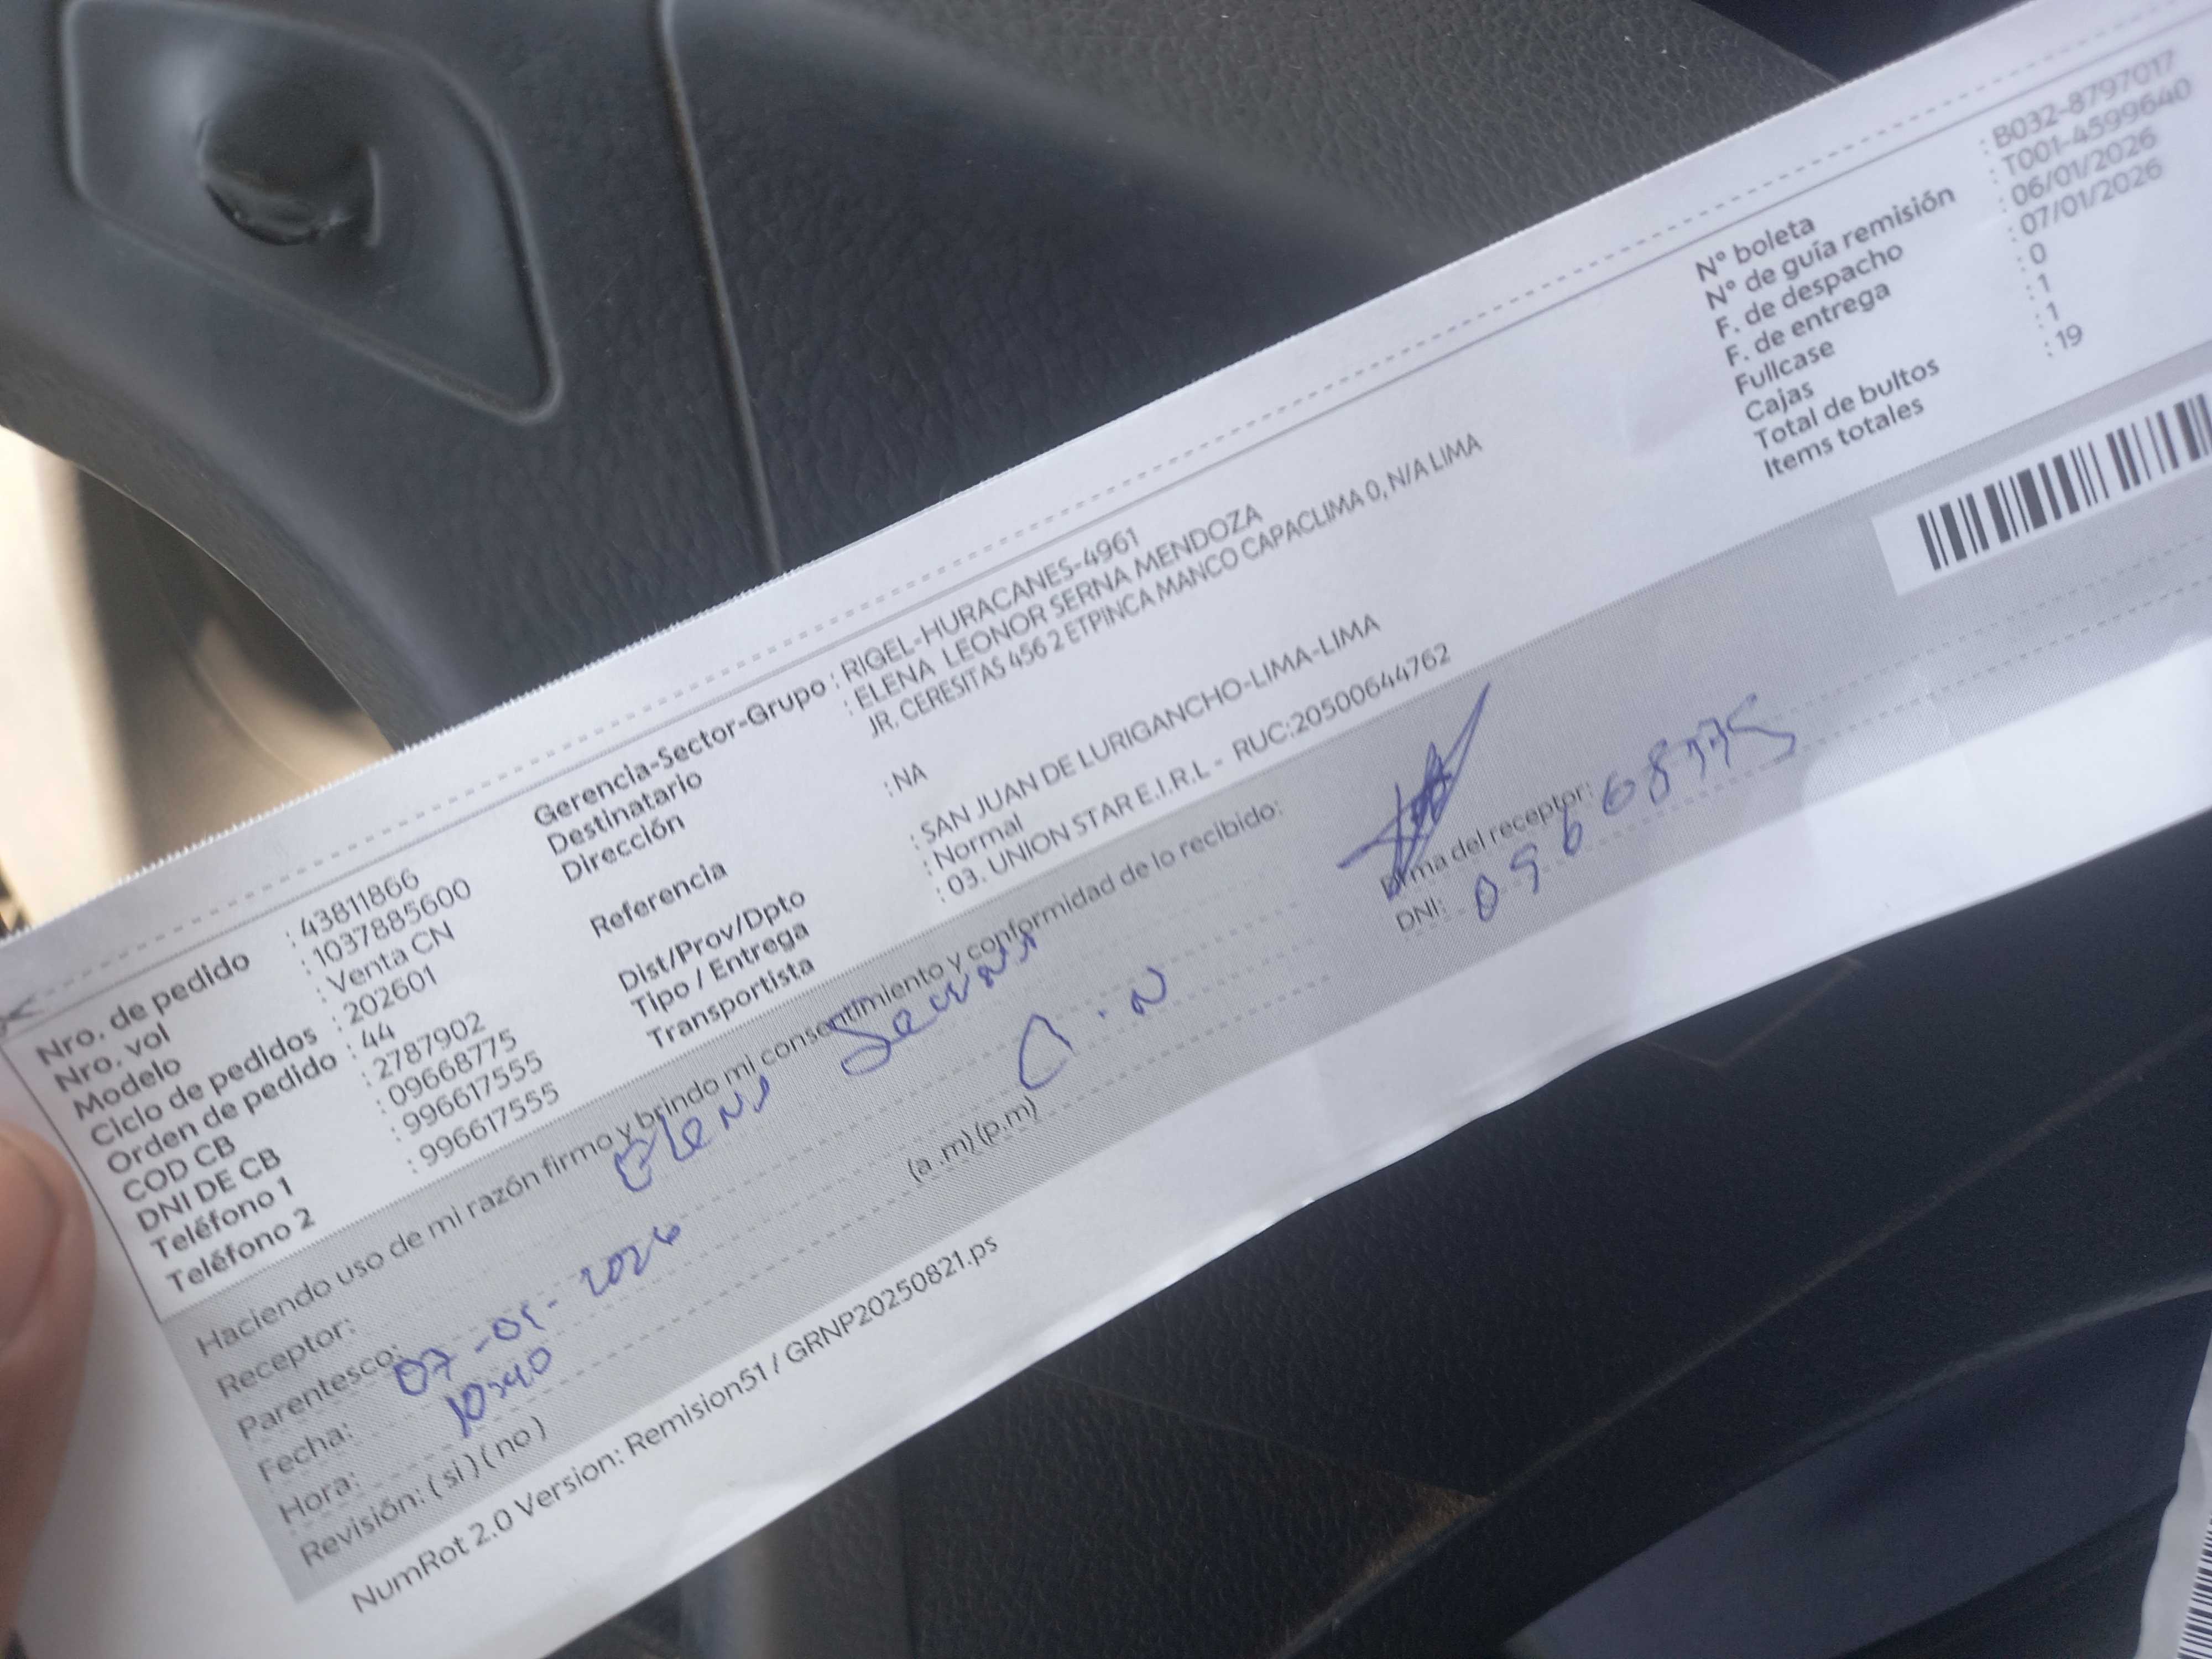 Nro. de pedido : 43811866
Nro. vol : 1037885600
Modelo : Venta CN
Ciclo de pedidos : 202601
Orden de pedido : 44
COD CB : 2787902
DNI DE CB : 09668775
Teléfono 1 : 996617555
Teléfono 2 : 996617555
Gerencia-Sector-Grupo : RIGEL-HURACANES-4961
Destinatario : ELENA LEONOR SERNA MENDOZA
Dirección JR. CERESITAS 456 2 ETPINCA MANCO CAPACLIMA 0, N/A LIMA
Referencia : NA
Dist/Prov/Dpto : SAN JUAN DE LURIGANCHO-LIMA-LIMA
Tipo / Entrega : Normal
Transportista : 03. UNION STAR E.I.R.L - RUC:20500644762
N° boleta : B032-8797017
N° de guía remisión : T001-4599640
F. de despacho : 06/01/2026
F. de entrega : 07/01/2026
Fullcase : 0
Cajas : 1
Total de bultos : 1
Items totales : 19
Haciendo uso de mi razón firmo y brindo mi consentimiento y conformidad de lo recibido:
Receptor: Elena
Parentesco:
Fecha: 07-01-2026
Hora: 10:40 (a .m) (p.m)
Revisión: ( si ) ( no )
Firma del receptor:
DNI: 09668775
NumRot 2.0 Version: Remision51 / GRNP20250821.ps